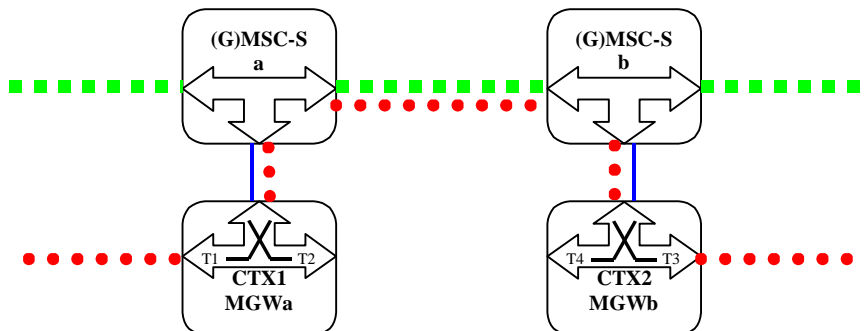 (G)MSC-S
a
(G)MSC-S
b
T1
T2
CTX1
MGWa
T4
T3
CTX2
MGWb